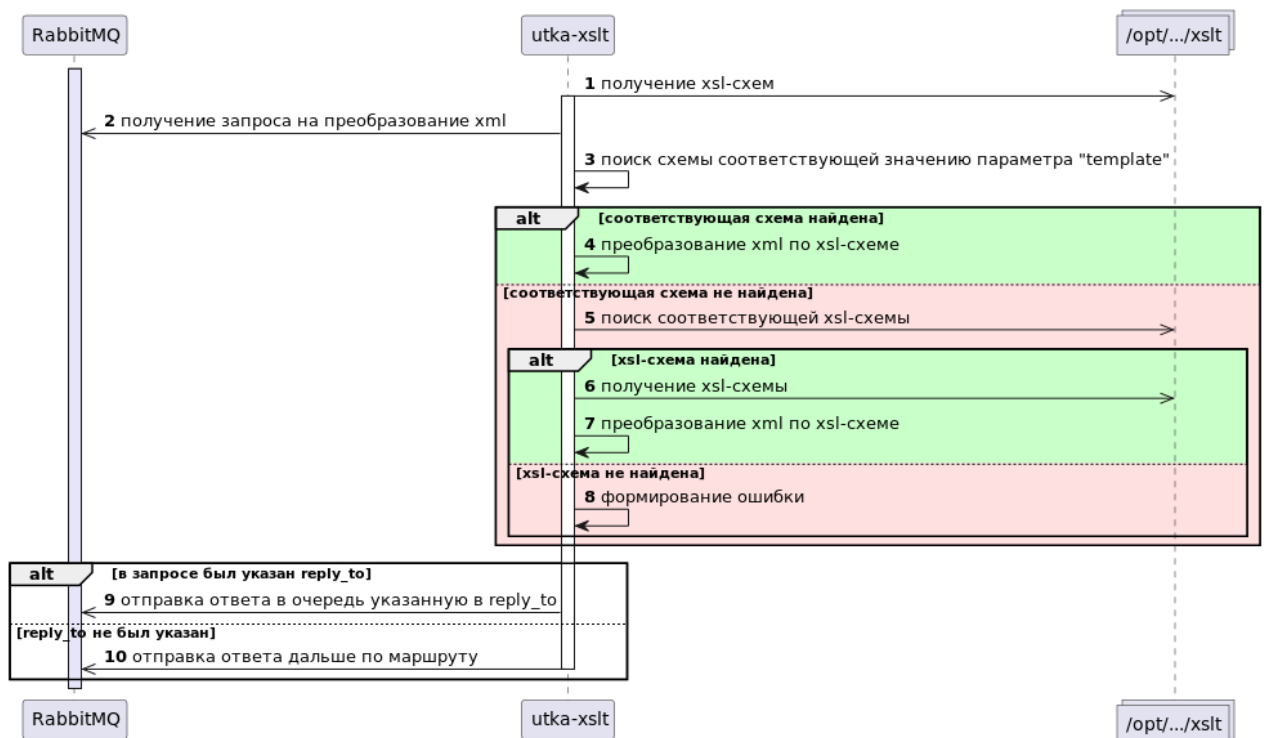 RabbitMQ
utka-xslt
/opt/.../xslt
1 получение xsl-схем
2 получение запроса на преобразование xml
3 поиск схемы соответствующей значению параметра "template"
alt [соответствующая схема найдена]
4 преобразование xml по xsl-схеме
[соответствующая схема не найдена]
5 поиск соответствующей xsl-схемы
alt [xsl-схема найдена]
6 получение xsl-схемы
7 преобразование xml по xsl-схеме
[xsl-схема не найдена]
8 формирование ошибки
alt [в запросе был указан reply_to]
9 отправка ответа в очередь указанную в reply_to
[reply_to не был указан]
10 отправка ответа дальше по маршруту
RabbitMQ
utka-xslt
/opt/.../xslt